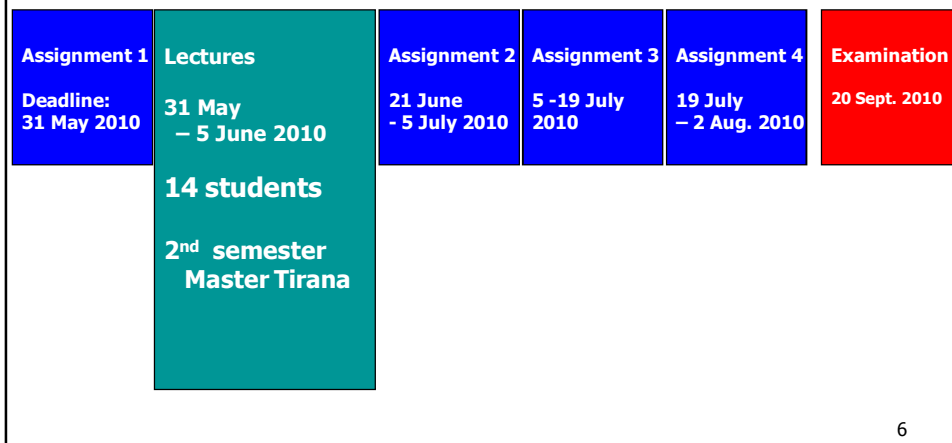 Assignment 1
Deadline:
31 May 2010
Lectures
31 May
– 5 June 2010
14 students
2nd semester
Master Tirana
Assignment 2
21 June
- 5 July 2010
Assignment 3
5 -19 July
2010
Assignment 4
19 July
– 2 Aug. 2010
Examination
20 Sept. 2010
6